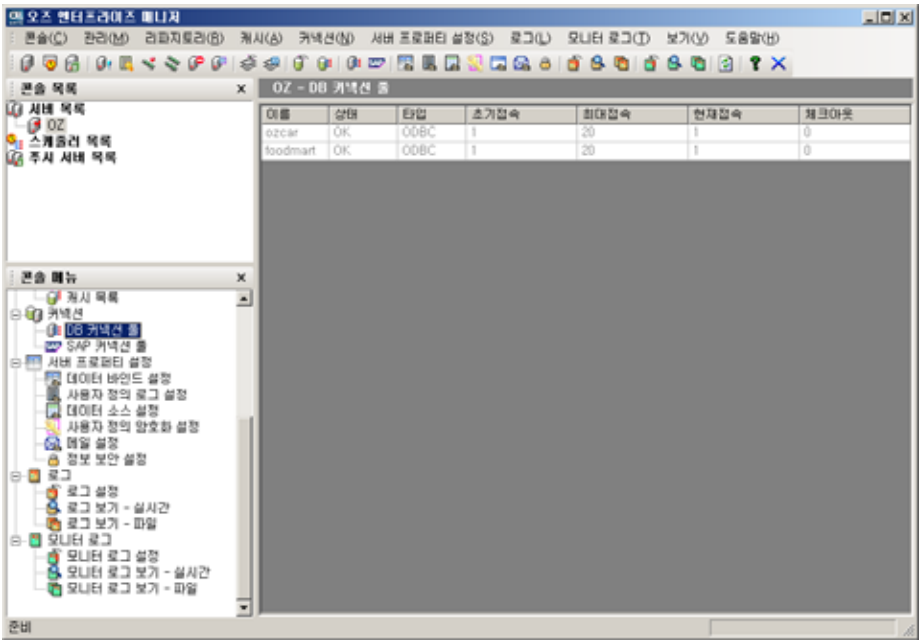 오즈 엔터프라이즈 매니저
콘솔(C) 관리(M) 리파지토리(B) 캐시(A) 커넥션(N) 서버 프로퍼티 설정(S) 로그(L) 모니터 로그(T) 보기(V) 도움말(H)
콘솔 목록
서버 목록
OZ
스케줄러 목록
주시 서버 목록
콘솔 메뉴
캐시 목록
커넥션
DB 커넥션 풀
SAP 커넥션 풀
서버 프로퍼티 설정
데이터 바인드 설정
사용자 정의 로그 설정
데이터 소스 설정
사용자 정의 암호화 설정
메일 설정
정보 보안 설정
로그
로그 설정
로그 보기 - 실시간
로그 보기 - 파일
모니터 로그
모니터 로그 설정
모니터 로그 보기 - 실시간
모니터 로그 보기 - 파일
OZ - DB 커넥션 풀
이름 상태 타입 초기접속 최대접속 현재접속 체크아웃
ozcar OK ODBC 1 20 1 0
foodmart OK ODBC 1 20 1 0
준비